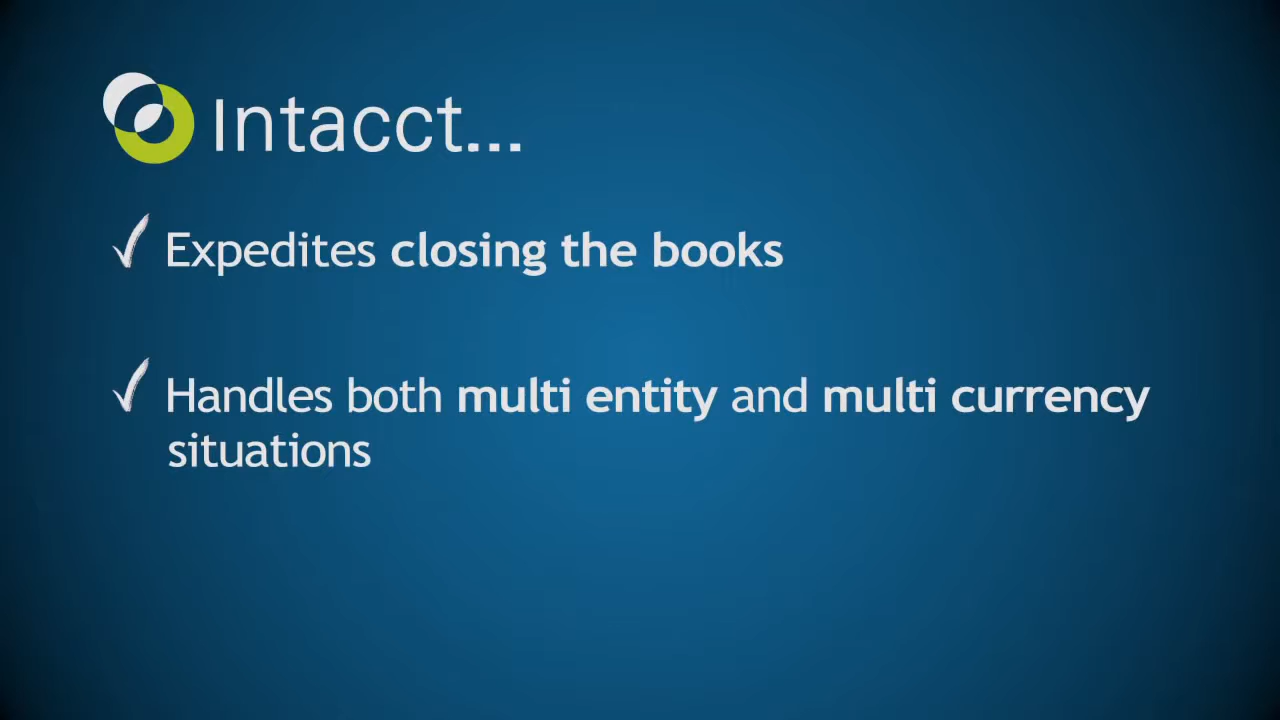 Intacct...
Expedites closing the books
Handles both multi entity and multi currency
situations